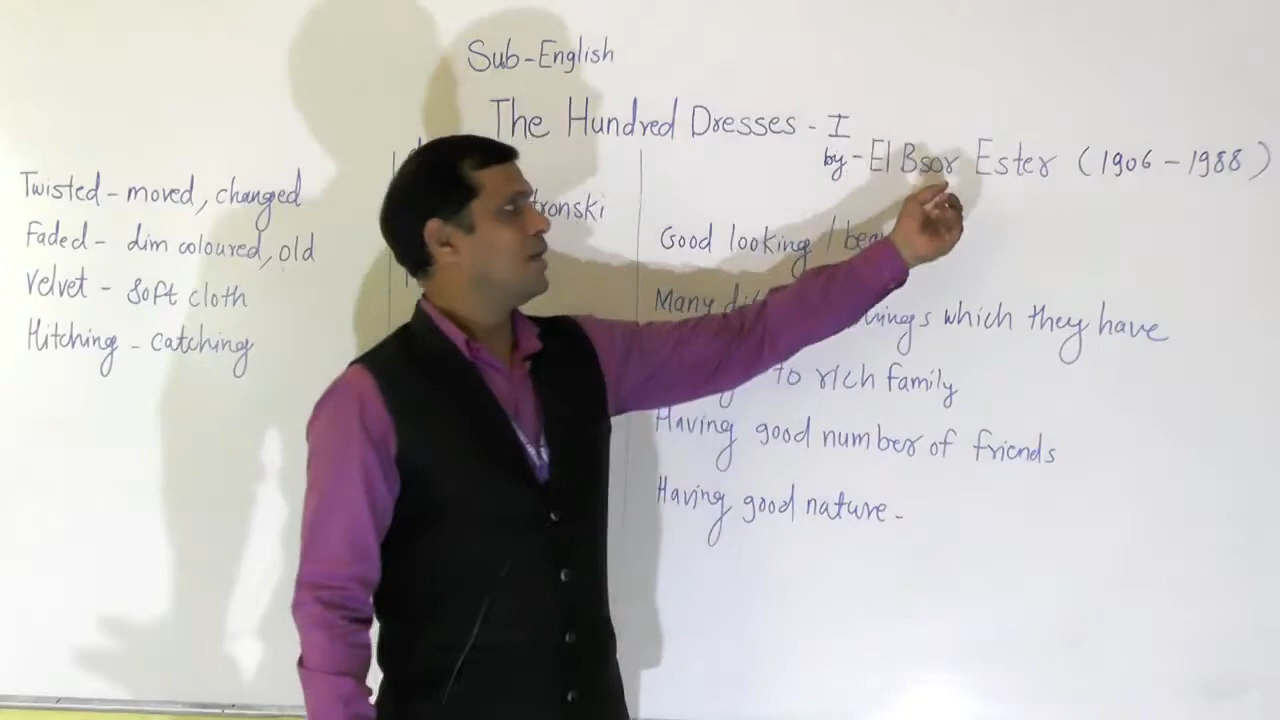 Sub-English
The Hundred Dresses - I
by - El Bsor Ester (1906 - 1988)
Twisted - moved, changed
Faded - dim coloured, old
Velvet - soft cloth
Hitching - catching
Good looking /
Many which they have
to rich family
Having good number of friends
Having good nature -